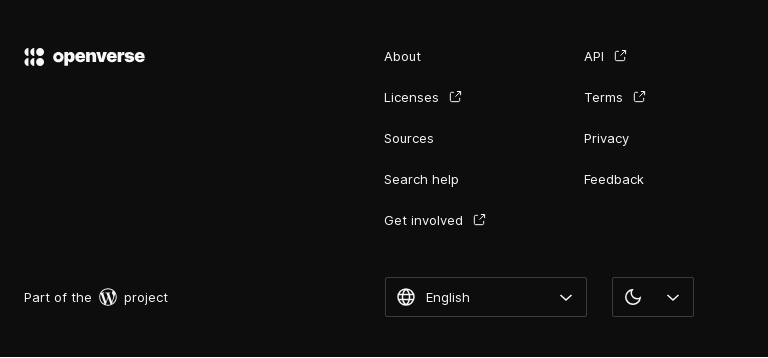 openverse
About
Licenses
Sources
Search help
Get involved
API
Terms
Privacy
Feedback
Part of the project
English